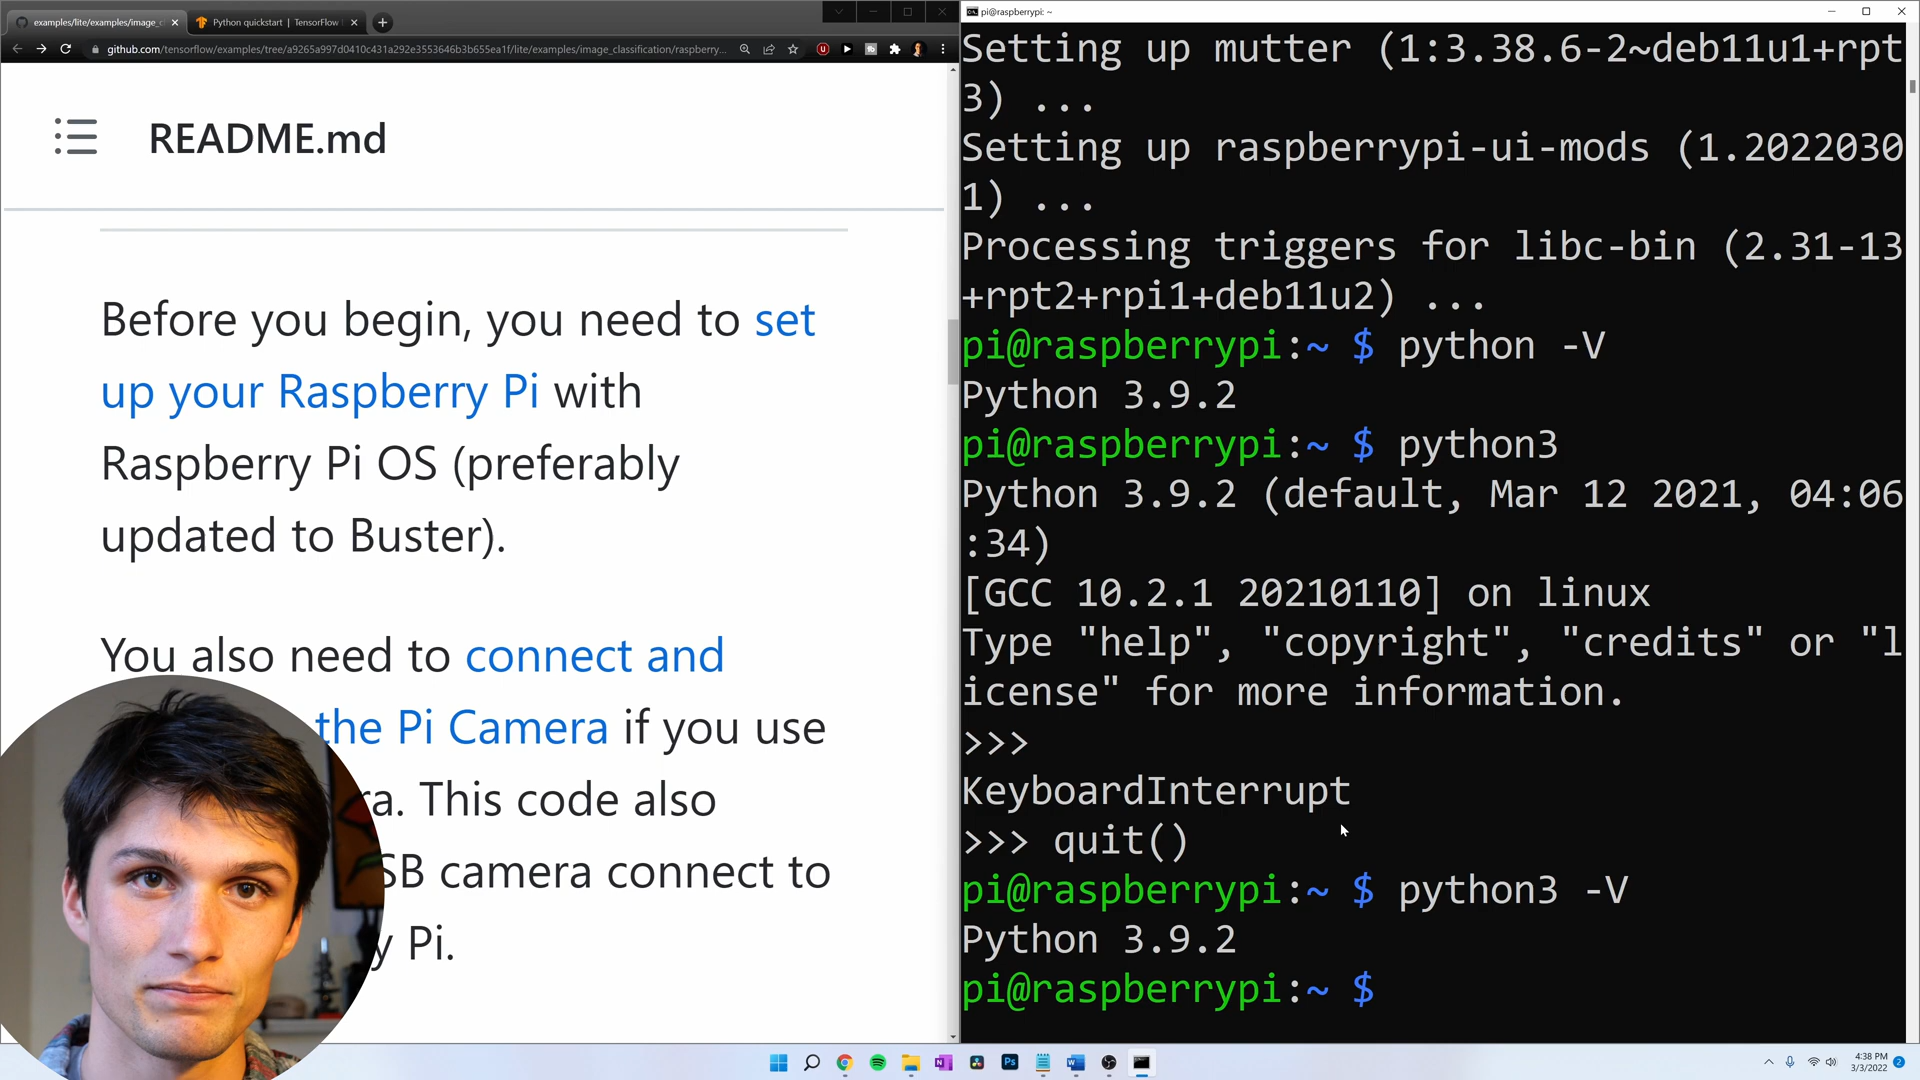 examples/lite/examples/image_c
Python quickstart | TensorFlow
github.com/tensorflow/examples/tree/a9265a997d0410c431a292e3553646b3b655ea1f/lite/examples/image_classification/raspberry...
README.md
Before you begin, you need to set
up your Raspberry Pi with
Raspberry Pi OS (preferably
updated to Buster).
You also need to connect and
the Pi Camera if you use
a. This code also
SB camera connect to
y Pi.
pi@raspberrypi: ~
Setting up mutter (1:3.38.6-2~deb11u1+rpt
3) ...
Setting up raspberrypi-ui-mods (1.2022030
1) ...
Processing triggers for libc-bin (2.31-13
+rpt2+rpi1+deb11u2) ...
pi@raspberrypi:~ $ python -V
Python 3.9.2
pi@raspberrypi:~ $ python3
Python 3.9.2 (default, Mar 12 2021, 04:06
:34)
[GCC 10.2.1 20210110] on linux
Type "help", "copyright", "credits" or "l
icense" for more information.
>>>
KeyboardInterrupt
>>> quit()
pi@raspberrypi:~ $ python3 -V
Python 3.9.2
pi@raspberrypi:~ $
Ps
4:38 PM
3/3/2022
2